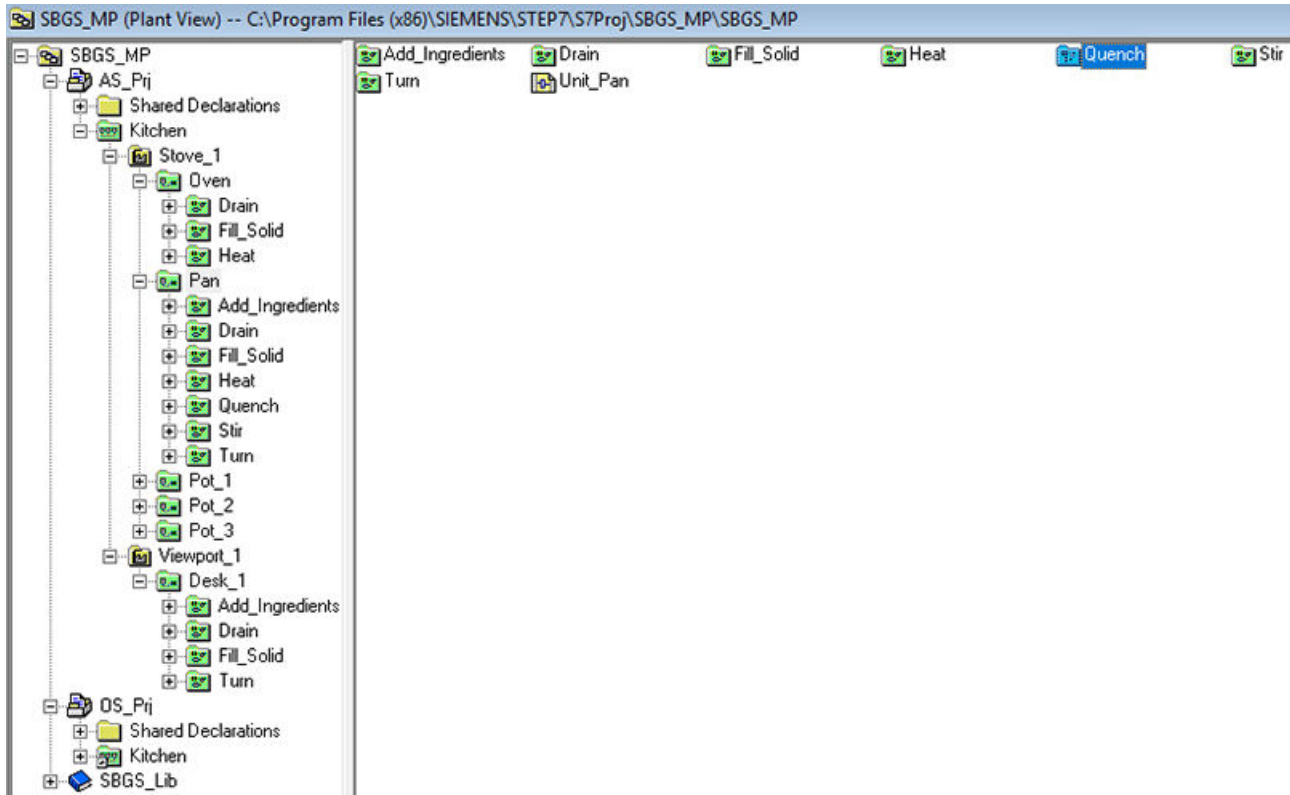 SBGS_MP (Plant View) -- C:\Program Files (x86)\SIEMENS\STEP7\S7Proj\SBGS_MP\SBGS_MP
SBGS_MP
AS_Prj
Shared Declarations
Kitchen
Stove_1
Oven
Drain
Fill_Solid
Heat
Pan
Add_Ingredients
Drain
Fill_Solid
Heat
Quench
Stir
Turn
Pot_1
Pot_2
Pot_3
Viewport_1
Desk_1
Add_Ingredients
Drain
Fill_Solid
Turn
OS_Prj
Shared Declarations
Kitchen
SBGS_Lib
Add_Ingredients Drain Fill_Solid Heat Quench Stir
Turn Unit_Pan